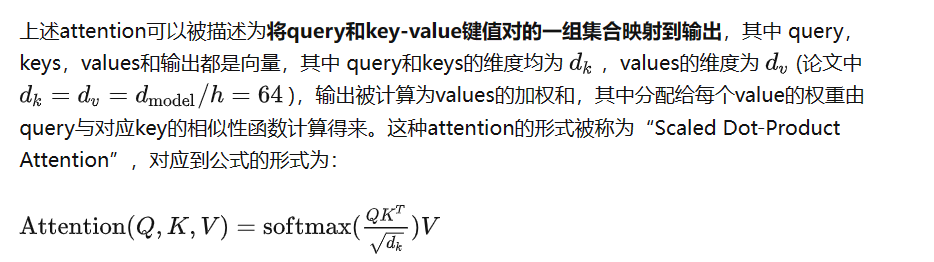 上述attention可以被描述为将query和key-value键值对的一组集合映射到输出，其中 query，
keys，values和输出都是向量，其中 query和keys的维度均为 d_k ，values的维度为 d_v (论文中
d_k = d_v = d_model/h = 64 )，输出被计算为values的加权和，其中分配给每个value的权重由
query与对应key的相似性函数计算得来。这种attention的形式被称为“Scaled Dot-Product
Attention”，对应到公式的形式为：
Attention(Q, K, V) = softmax(QK^T/√d_k)V